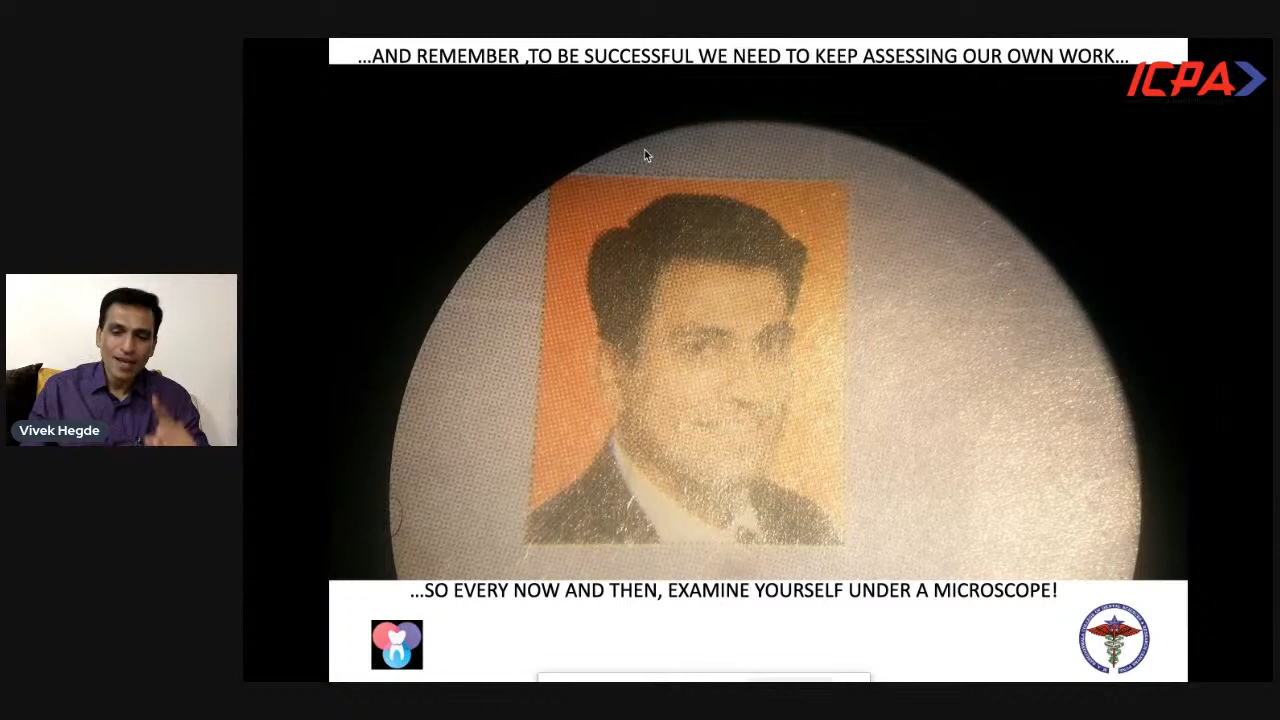 ...AND REMEMBER ,TO BE SUCCESSFUL WE NEED TO KEEP ASSESSING OUR OWN WORK...
ICPA
Vivek Hegde
...SO EVERY NOW AND THEN, EXAMINE YOURSELF UNDER A MICROSCOPE!